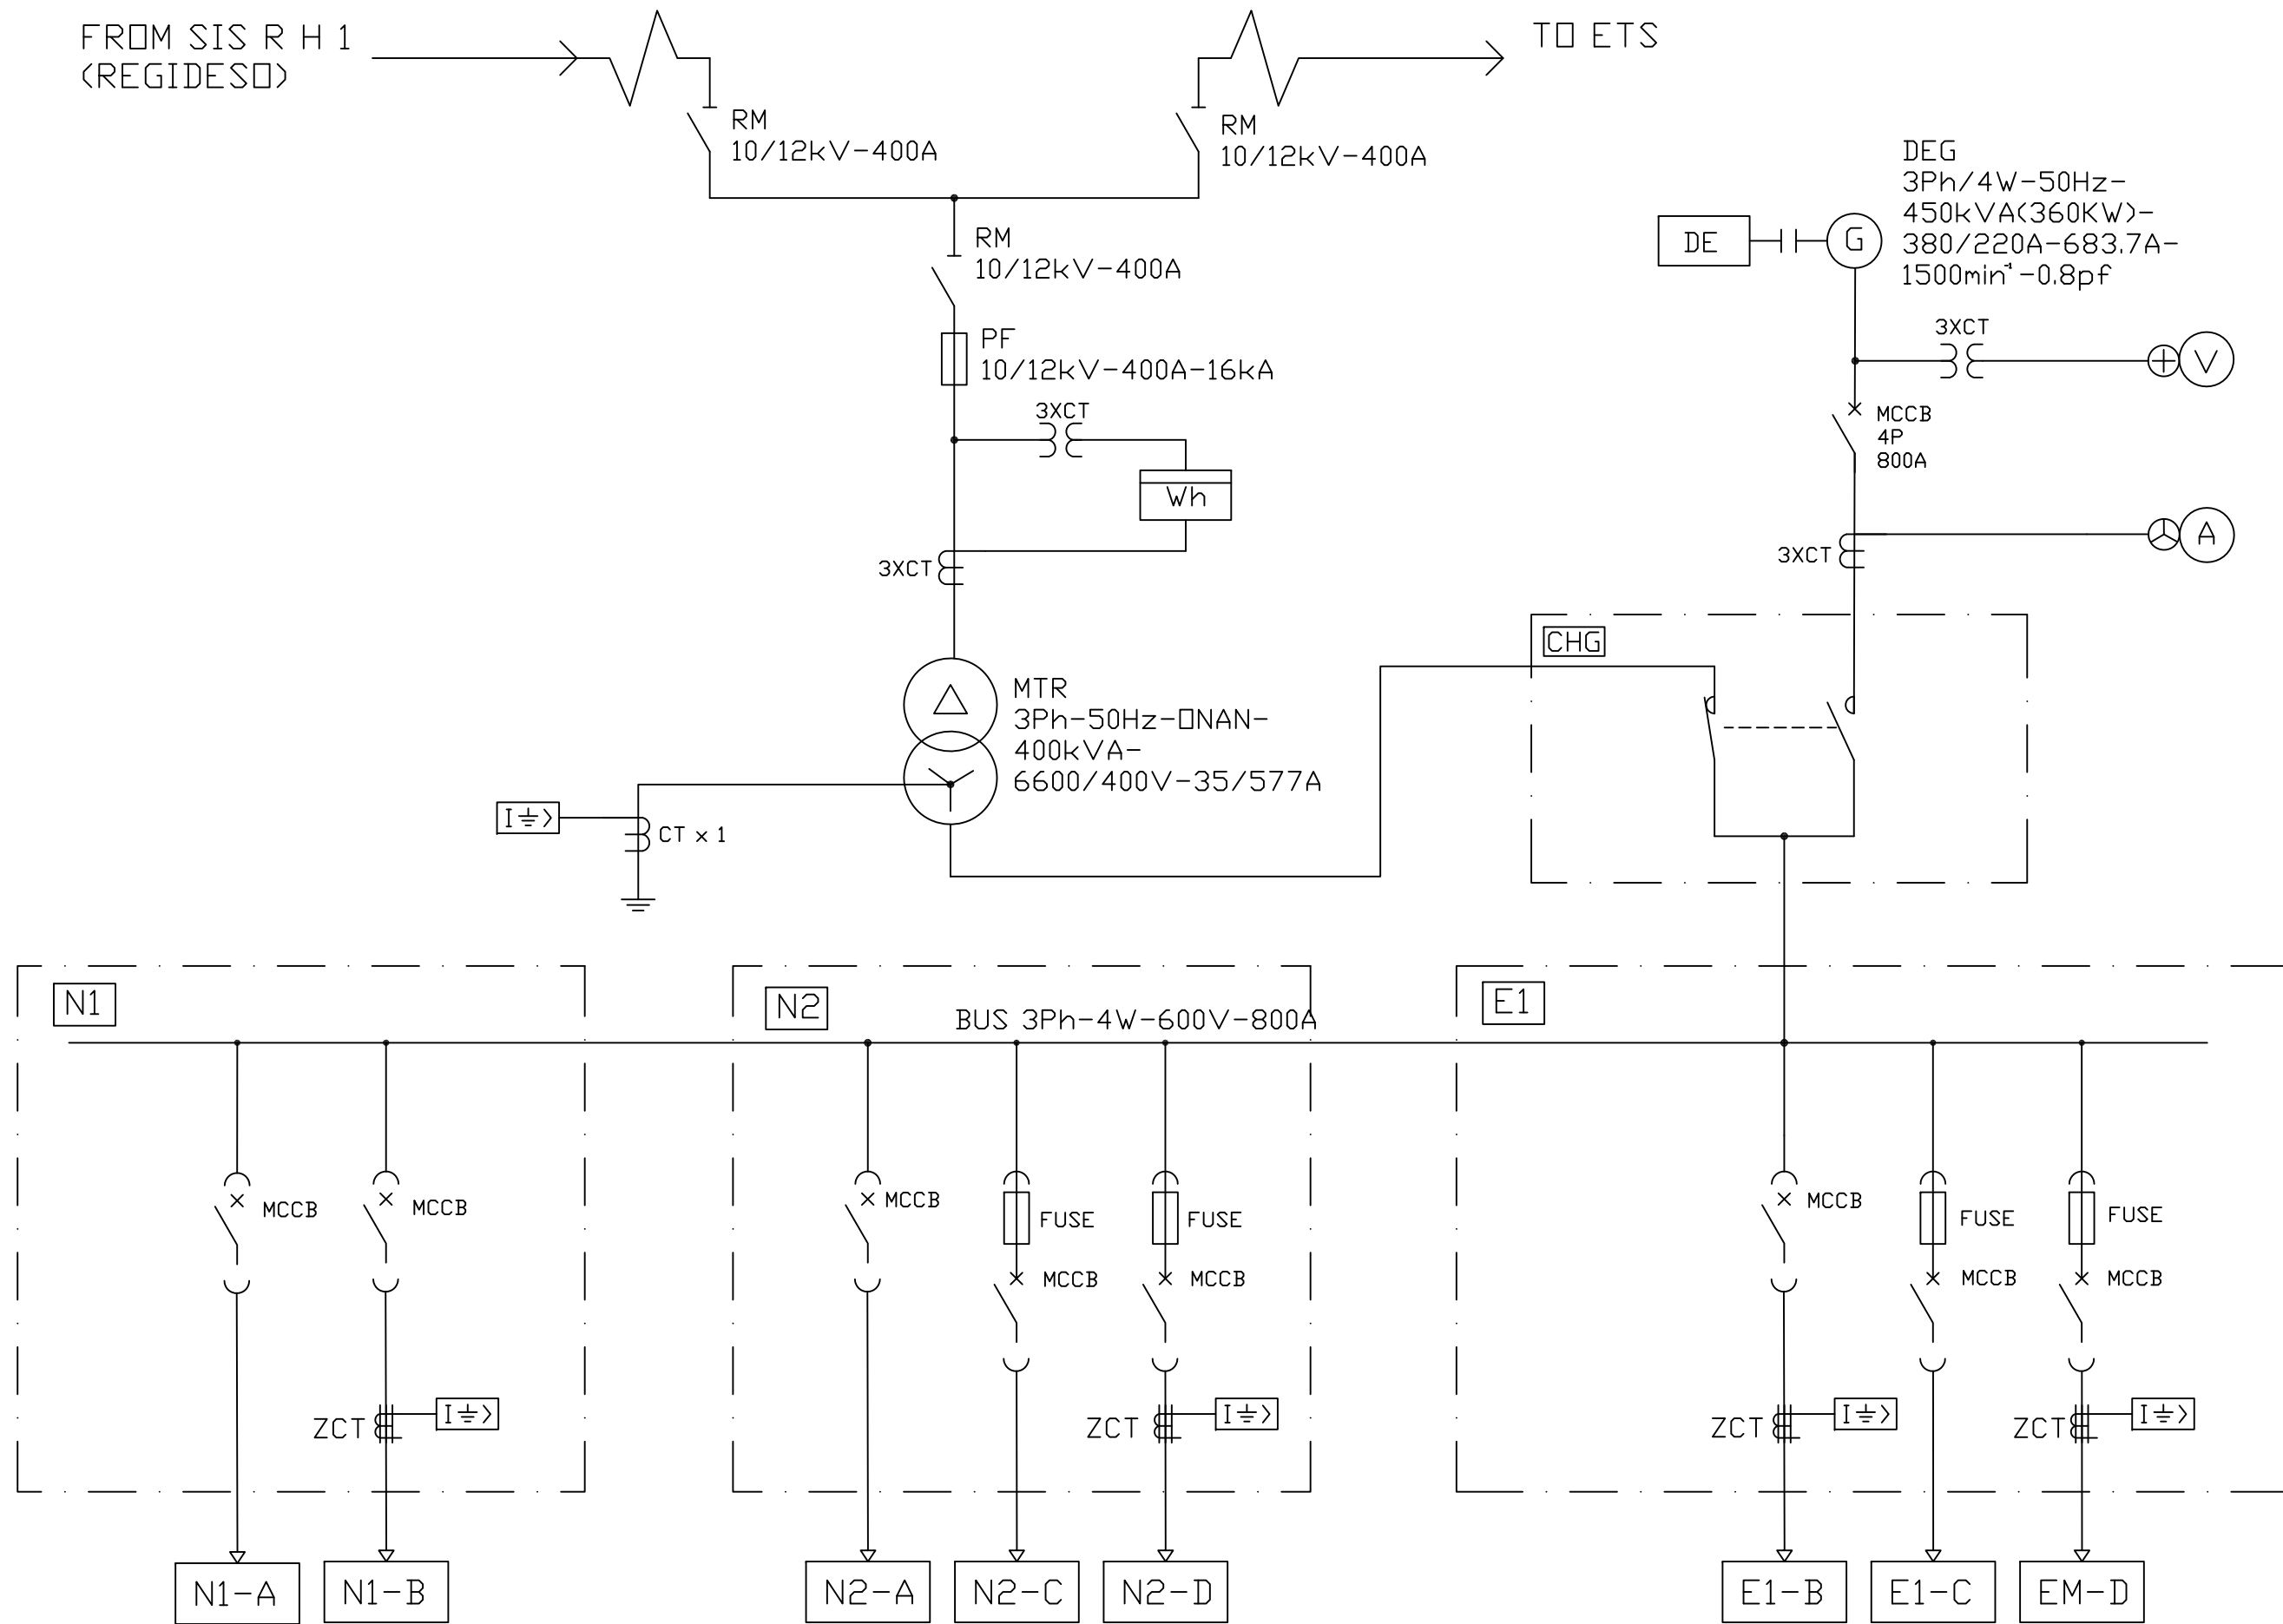 FROM SIS R H 1
(REGIDESO)
TO ETS
RM
10/12kV-400A
RM
10/12kV-400A
DEG
3Ph/4W-50Hz-
450kVA(360KW)-
380/220A-683.7A-
1500min⁻¹-0.8pf
DE
G
RM
10/12kV-400A
PF
10/12kV-400A-16kA
3XCT
V
3XCT
MCCB
4P
800A
Wh
3XCT
A
3XCT
CHG
MTR
3Ph-50Hz-ONAN-
400kVA-
6600/400V-35/577A
I⏚>
CT x 1
N1
N2
E1
BUS 3Ph-4W-600V-800A
MCCB
MCCB
MCCB
FUSE
MCCB
FUSE
MCCB
MCCB
FUSE
MCCB
FUSE
MCCB
ZCT
I⏚>
ZCT
I⏚>
ZCT
I⏚>
ZCT
I⏚>
N1-A
N1-B
N2-A
N2-C
N2-D
E1-B
E1-C
EM-D